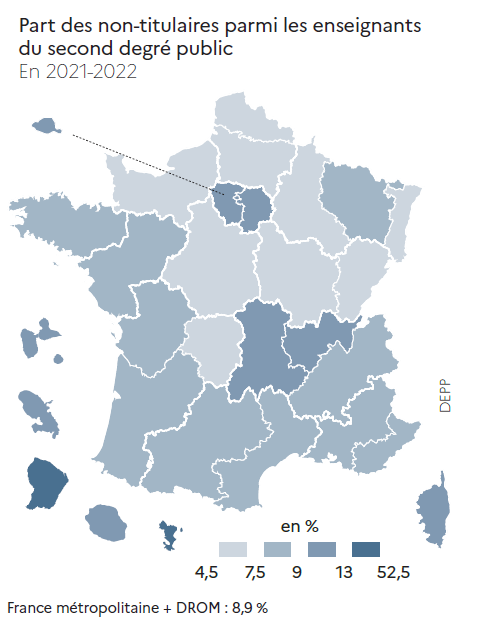 Part des non-titulaires parmi les enseignants
du second degré public
En 2021-2022
DEPP
en %
4,5 7,5 9 13 52,5
France métropolitaine + DROM : 8,9 %